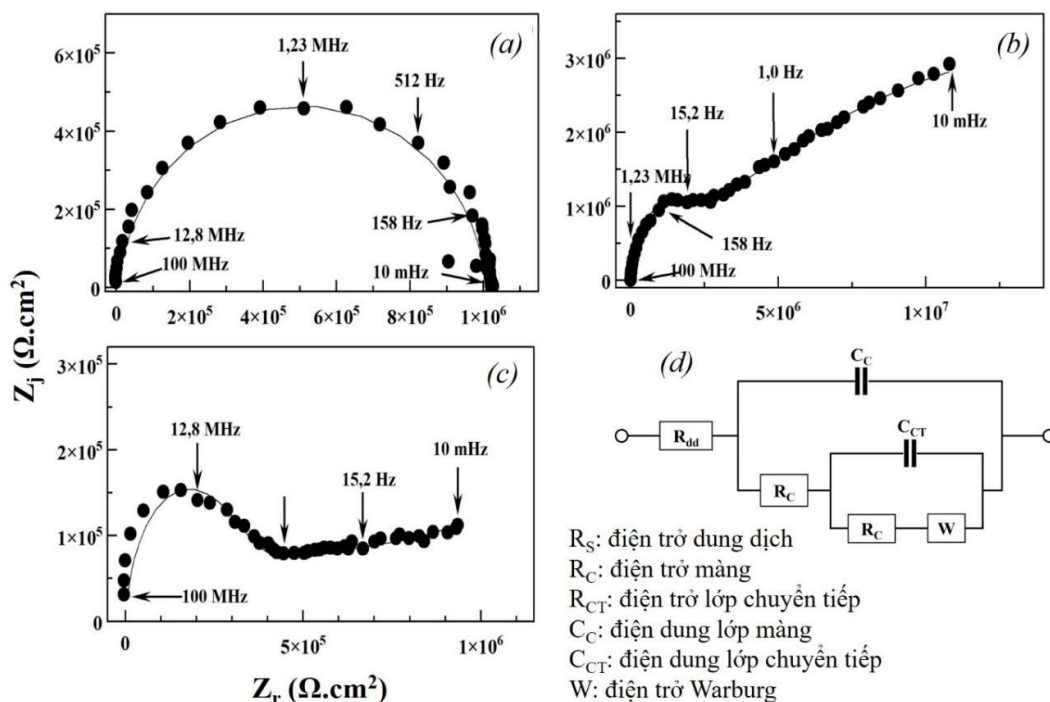 (a)
6×10⁵
4×10⁵
2×10⁵
0
1,23 MHz
512 Hz
158 Hz
12,8 MHz
100 MHz
10 mHz
0 2×10⁵ 4×10⁵ 6×10⁵ 8×10⁵ 1×10⁶
(b)
3×10⁶
2×10⁶
1×10⁶
0
1,0 Hz
15,2 Hz
10 mHz
1,23 MHz
158 Hz
100 MHz
0 5×10⁶ 1×10⁷
Zj (Ω.cm²)
(c)
3×10⁵
2×10⁵
1×10⁵
0
12,8 MHz
10 mHz
15,2 Hz
100 MHz
0 5×10⁵ 1×10⁶
Zr (Ω.cm²)
(d)
CC
CCT
Rdd
RC
RC
W
RS: điện trở dung dịch
RC: điện trở màng
RCT: điện trở lớp chuyển tiếp
CC: điện dung lớp màng
CCT: điện dung lớp chuyển tiếp
W: điện trở Warburg